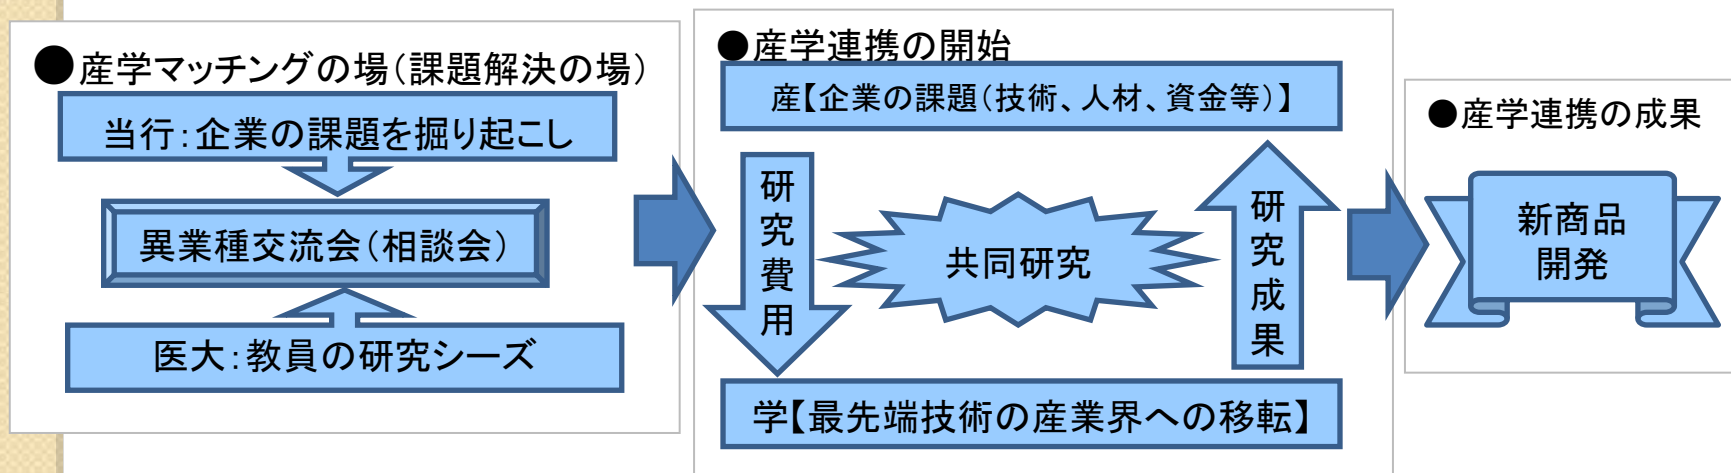 ●産学マッチングの場(課題解決の場)
当行:企業の課題を掘り起こし
異業種交流会(相談会)
医大:教員の研究シーズ
●産学連携の開始
産【企業の課題(技術、人材、資金等)】
研究費用
共同研究
研究成果
学【最先端技術の産業界への移転】
●産学連携の成果
新商品
開発